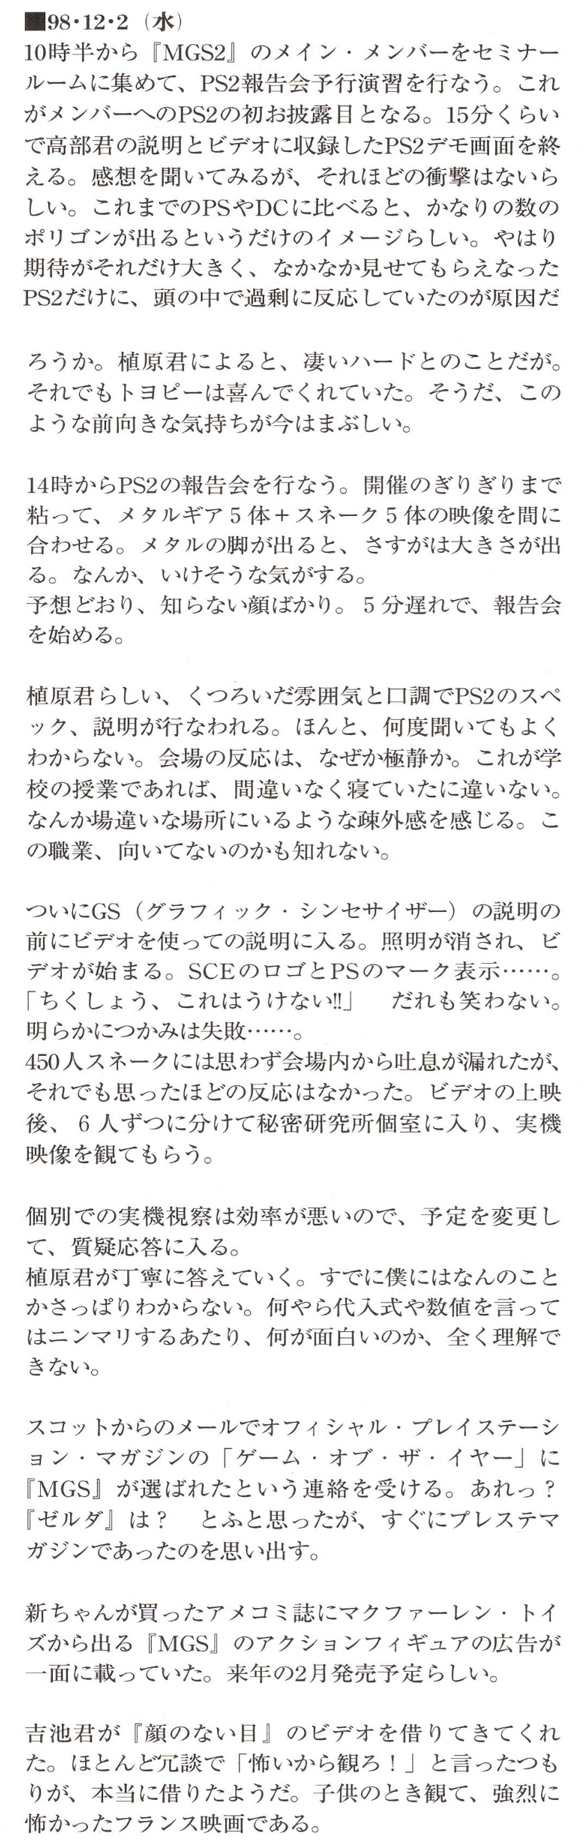 ■98・12・2（水）
10時半から『MGS2』のメイン・メンバーをセミナー
ルームに集めて、PS2報告会予行演習を行なう。これ
がメンバーへのPS2の初お披露目となる。15分くらい
で高部君の説明とビデオに収録したPS2デモ画面を終
える。感想を聞いてみるが、それほどの衝撃はないら
しい。これまでのPSやDCに比べると、かなりの数の
ポリゴンが出るというだけのイメージらしい。やはり
期待がそれだけ大きく、なかなか見せてもらえなった
PS2だけに、頭の中で過剰に反応していたのが原因だ
ろうか。植原君によると、凄いハードとのことだが。
それでもトヨピーは喜んでくれていた。そうだ、この
ような前向きな気持ちが今はまぶしい。
14時からPS2の報告会を行なう。開催のぎりぎりまで
粘って、メタルギア５体＋スネーク５体の映像を間に
合わせる。メタルの脚が出ると、さすがは大きさが出
る。なんか、いけそうな気がする。
予想どおり、知らない顔ばかり。５分遅れで、報告会
を始める。
植原君らしい、くつろいだ雰囲気と口調でPS2のスペ
ック、説明が行なわれる。ほんと、何度聞いてもよく
わからない。会場の反応は、なぜか極静か。これが学
校の授業であれば、間違いなく寝ていたに違いない。
なんか場違いな場所にいるような疎外感を感じる。こ
の職業、向いてないのかも知れない。
ついにGS（グラフィック・シンセサイザー）の説明の
前にビデオを使っての説明に入る。照明が消され、ビ
デオが始まる。SCEのロゴとPSのマーク表示……。
「ちくしょう、これはうけない!!」　だれも笑わない。
明らかにつかみは失敗……。
450人スネークには思わず会場内から吐息が漏れたが、
それでも思ったほどの反応はなかった。ビデオの上映
後、６人ずつに分けて秘密研究所個室に入り、実機
映像を観てもらう。
個別での実機視察は効率が悪いので、予定を変更し
て、質疑応答に入る。
植原君が丁寧に答えていく。すでに僕にはなんのこと
かさっぱりわからない。何やら代入式や数値を言って
はニンマリするあたり、何が面白いのか、全く理解で
きない。
スコットからのメールでオフィシャル・プレイステーシ
ョン・マガジンの「ゲーム・オブ・ザ・イヤー」に
『MGS』が選ばれたという連絡を受ける。あれっ？
『ゼルダ』は？　とふと思ったが、すぐにプレステマ
ガジンであったのを思い出す。
新ちゃんが買ったアメコミ誌にマクファーレン・トイ
ズから出る『MGS』のアクションフィギュアの広告が
一面に載っていた。来年の2月発売予定らしい。
吉池君が『顔のない目』のビデオを借りてきてくれ
た。ほとんど冗談で「怖いから観ろ！」と言ったつも
りが、本当に借りたようだ。子供のとき観て、強烈に
怖かったフランス映画である。